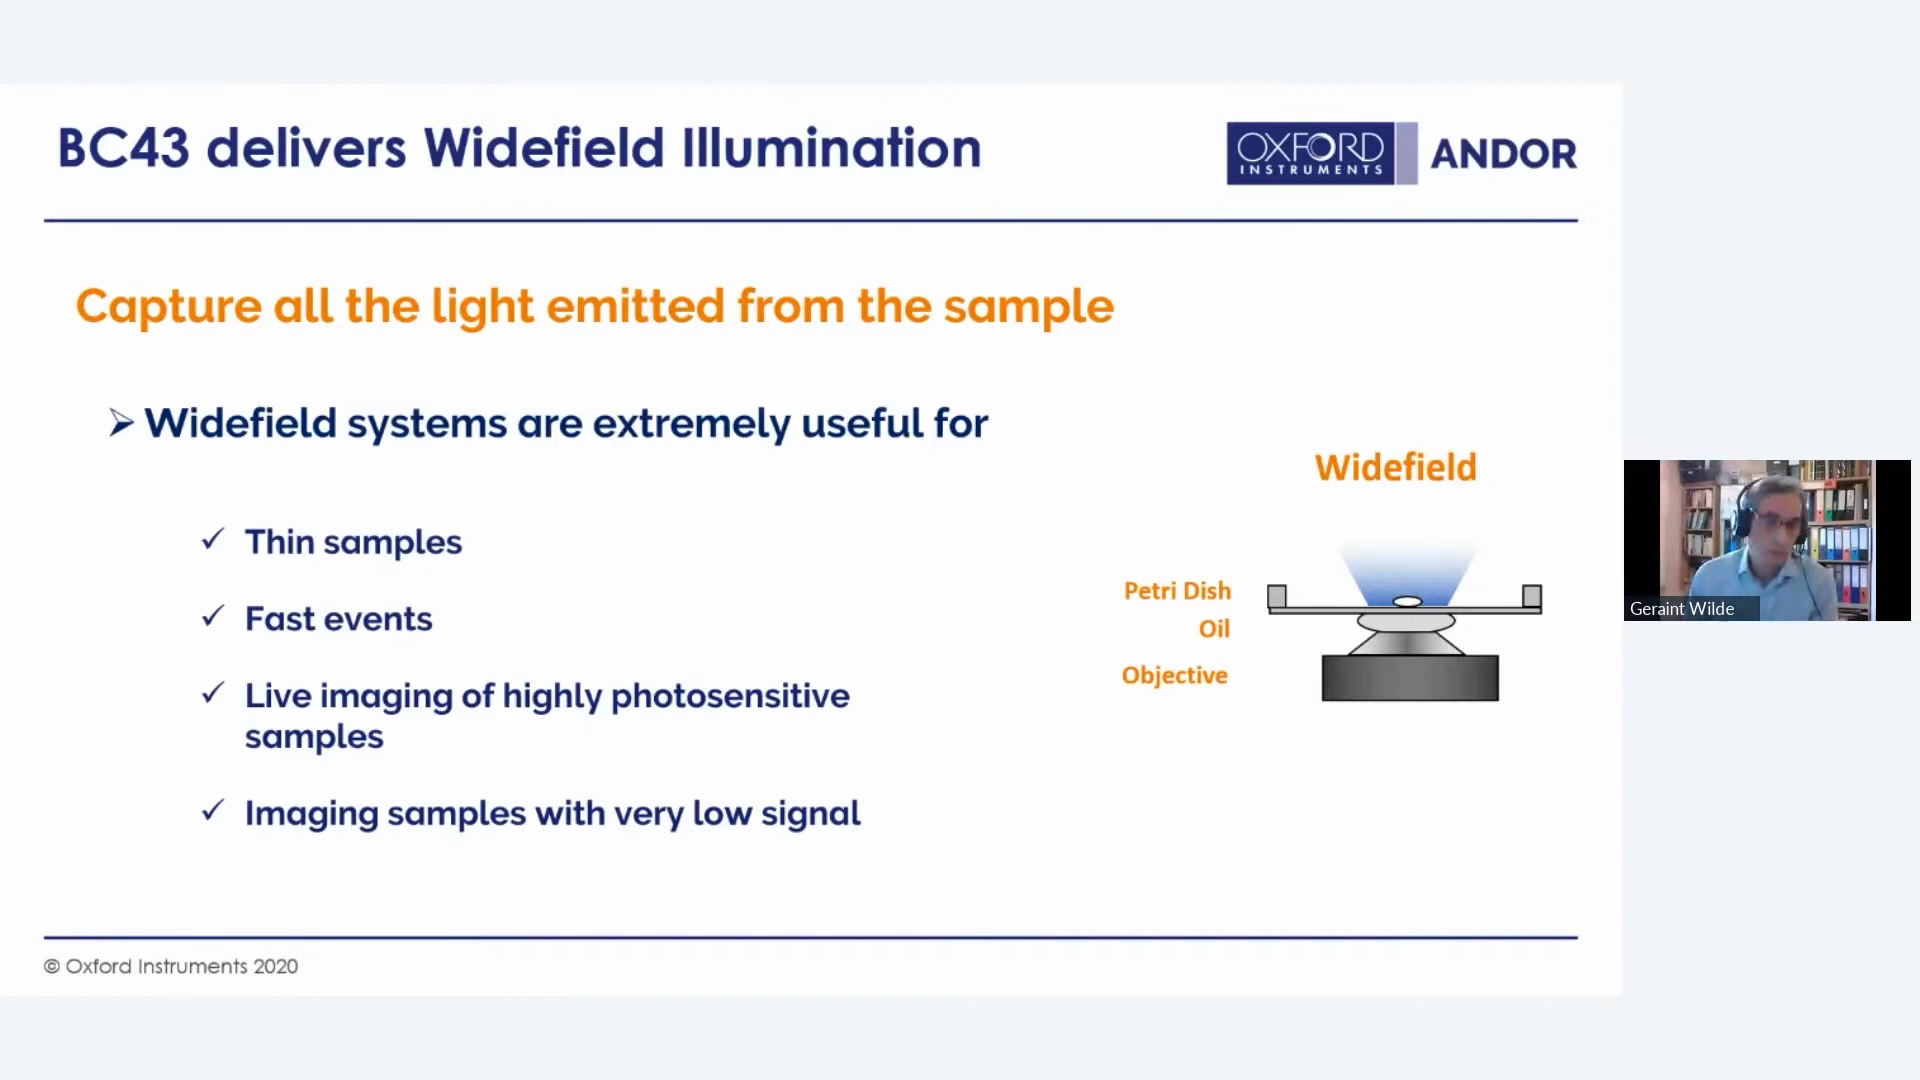 BC43 delivers Widefield Illumination
OXFORD
INSTRUMENTS
ANDOR
Capture all the light emitted from the sample
Widefield systems are extremely useful for
Thin samples
Fast events
Live imaging of highly photosensitive
samples
Imaging samples with very low signal
Widefield
Petri Dish
Oil
Objective
© Oxford Instruments 2020
Geraint Wilde